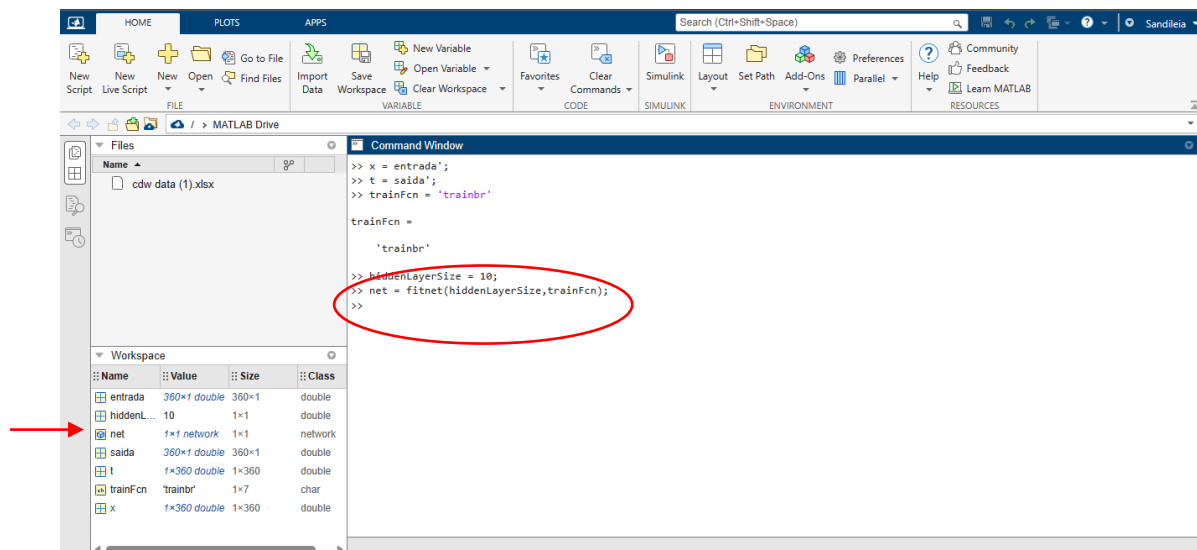 HOME PLOTS APPS Search (Ctrl+Shift+Space) Sandileia
New Script
New Live Script
New
Open
Go to File
Find Files
FILE
Import Data
Save Workspace
New Variable
Open Variable
Clear Workspace
VARIABLE
Favorites
Clear Commands
CODE
Simulink
SIMULINK
Layout
Set Path
Add-Ons
Preferences
Parallel
ENVIRONMENT
Help
Community
Feedback
Learn MATLAB
RESOURCES
/ > MATLAB Drive
Files
Name
cdw data (1).xlsx
Command Window
>> x = entrada';
>> t = saida';
>> trainFcn = 'trainbr'
trainFcn =
'trainbr'
>> hiddenLayerSize = 10;
>> net = fitnet(hiddenLayerSize,trainFcn);
>>
Workspace
Name Value Size Class
entrada 360×1 double 360×1 double
hiddenL... 10 1×1 double
net 1×1 network 1×1 network
saida 360×1 double 360×1 double
t 1×360 double 1×360 double
trainFcn 'trainbr' 1×7 char
x 1×360 double 1×360 double